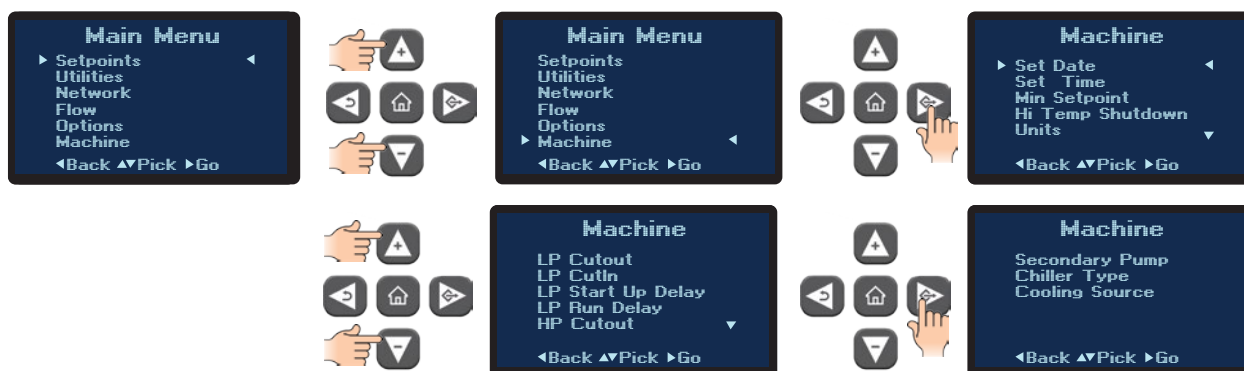 Main Menu
▶ Setpoints ◀
Utilities
Network
Flow
Options
Machine
◀Back ▲▼Pick ▶Go
+
−
Main Menu
Setpoints
Utilities
Network
Flow
Options
▶ Machine ◀
◀Back ▲▼Pick ▶Go
+
−
Machine
▶ Set Date ◀
Set Time
Min Setpoint
Hi Temp Shutdown
Units ▼
◀Back ▲▼Pick ▶Go
+
−
Machine
LP Cutout
LP CutIn
LP Start Up Delay
LP Run Delay
HP Cutout ▼
◀Back ▲▼Pick ▶Go
+
−
Machine
Secondary Pump
Chiller Type
Cooling Source
◀Back ▲▼Pick ▶Go